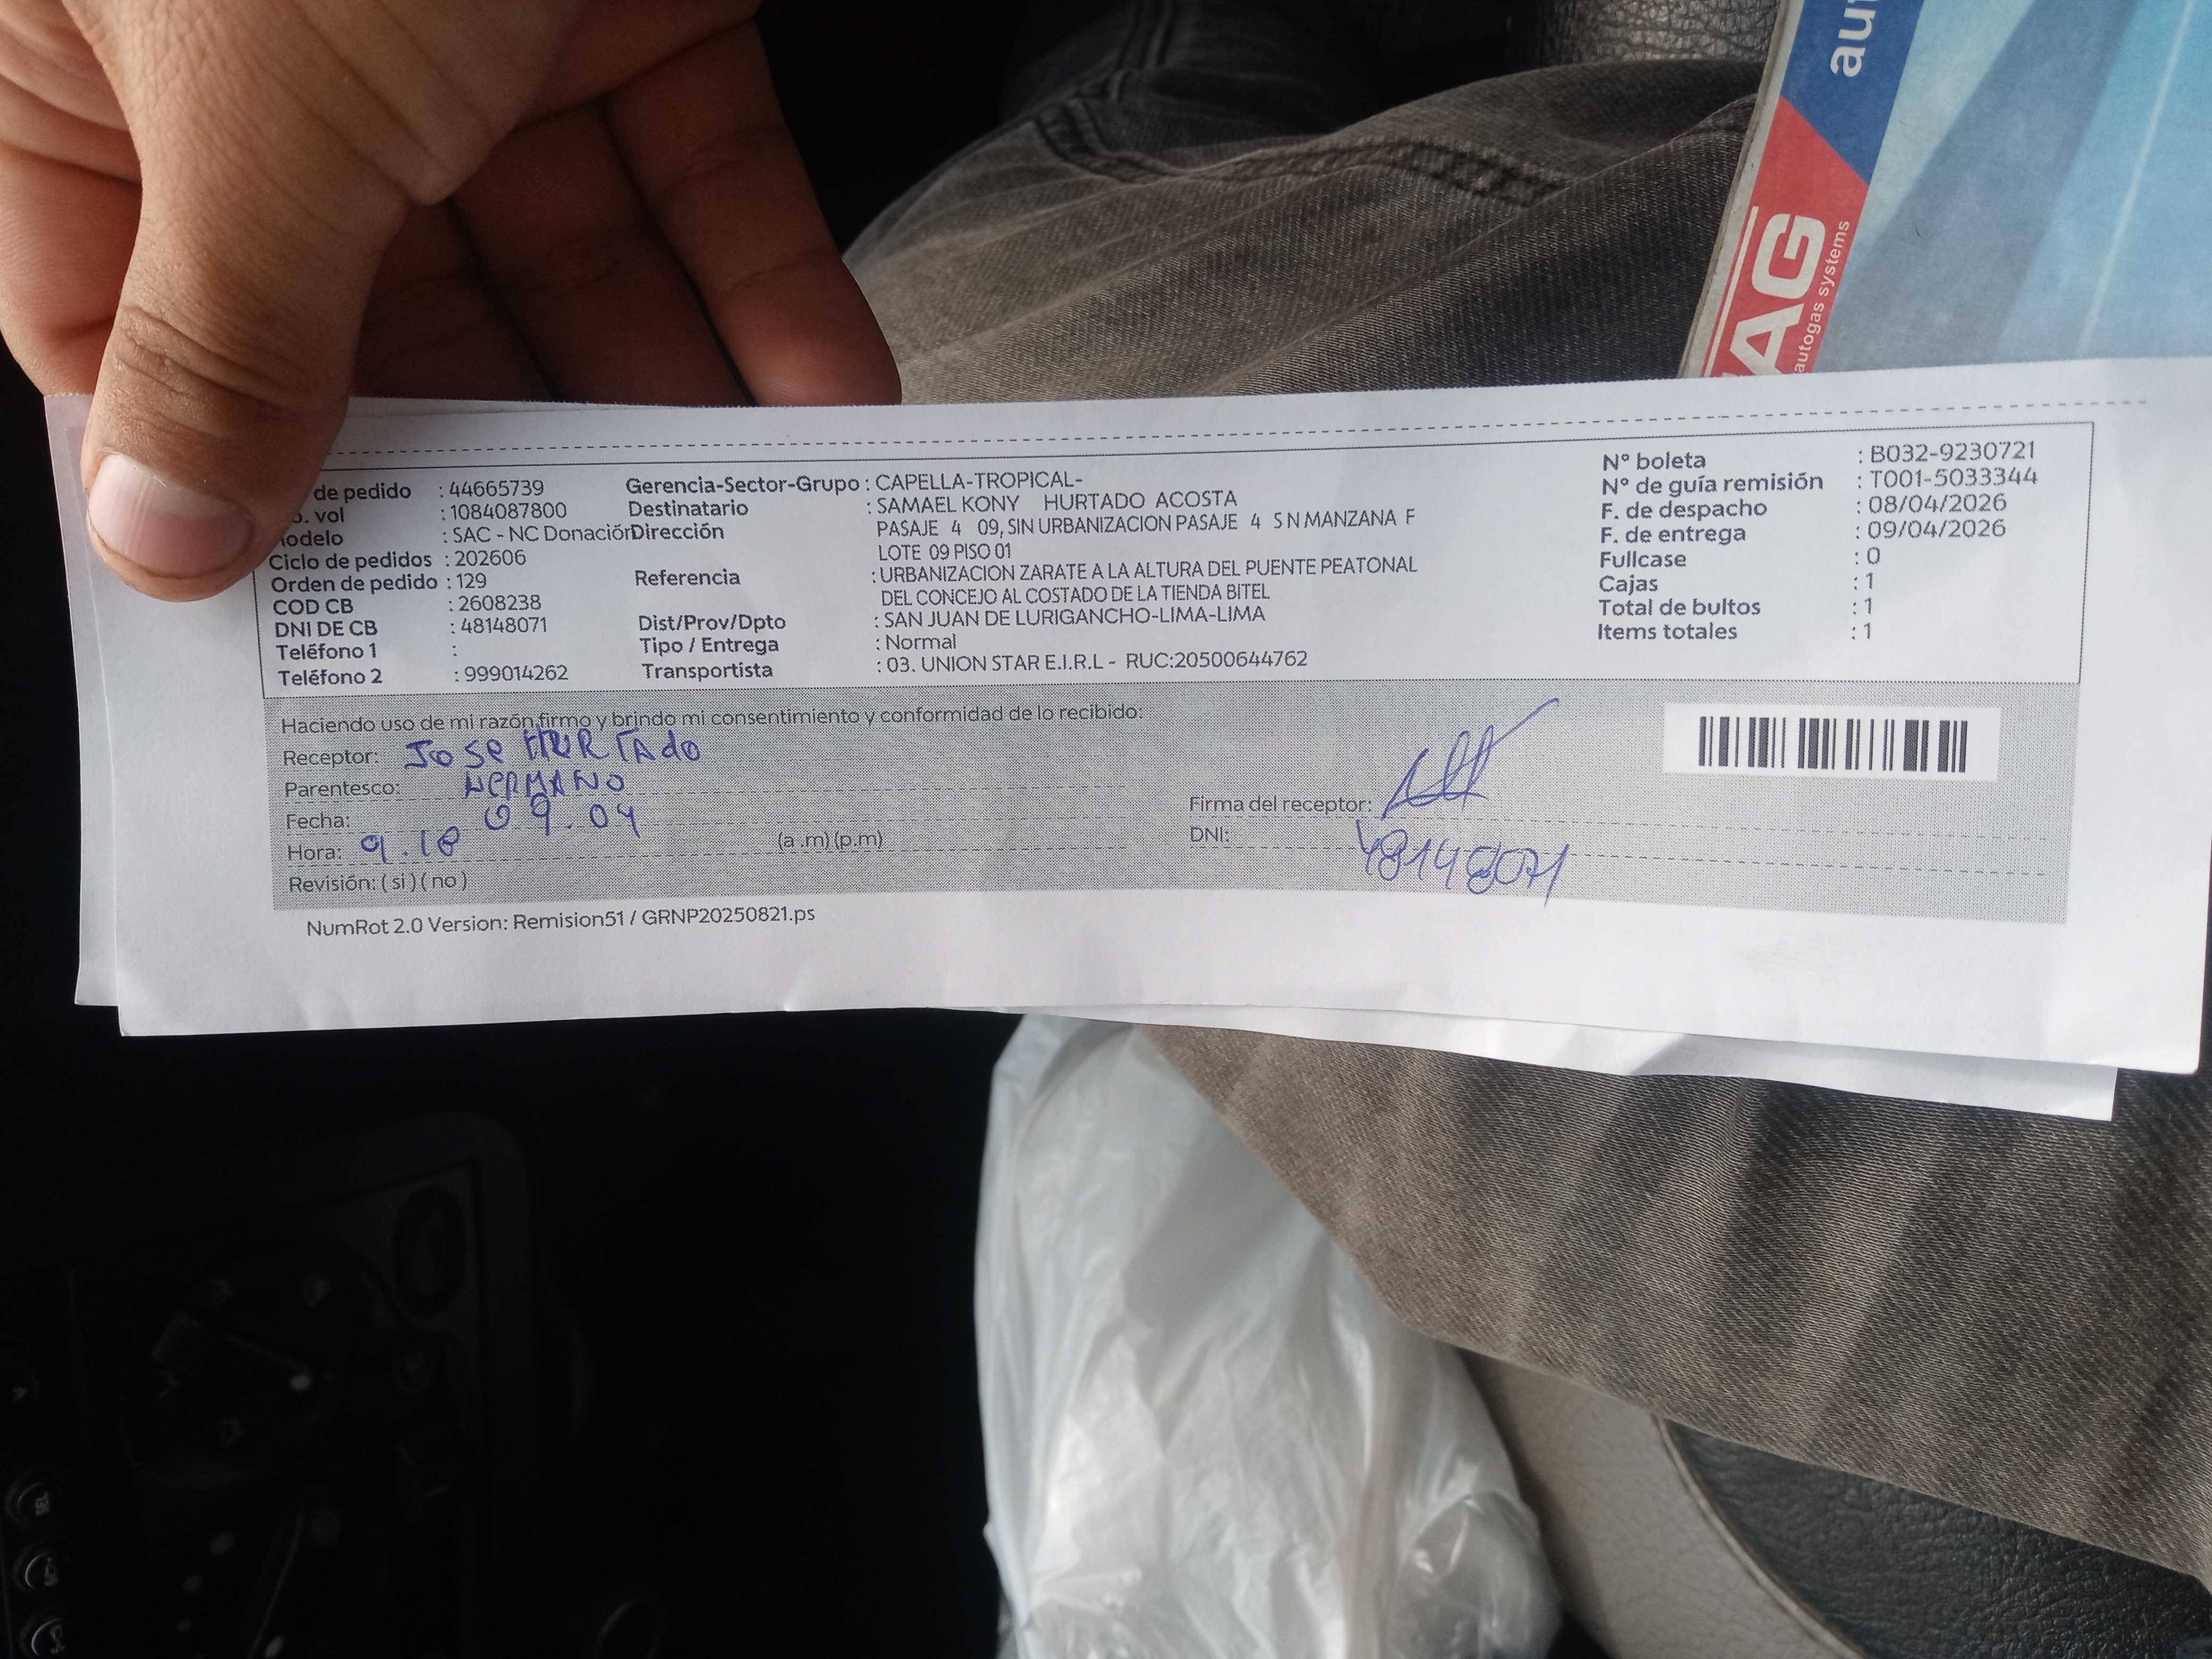 au
AG
autogas systems
de pedido : 44665739
o. vol : 1084087800
odelo : SAC - NC Donación
Ciclo de pedidos : 202606
Orden de pedido : 129
COD CB : 2608238
DNI DE CB : 48148071
Teléfono 1 :
Teléfono 2 : 999014262
Gerencia-Sector-Grupo : CAPELLA-TROPICAL-
Destinatario : SAMAEL KONY HURTADO ACOSTA
Dirección PASAJE 4 09, SIN URBANIZACION PASAJE 4 S N MANZANA F
LOTE 09 PISO 01
Referencia : URBANIZACION ZARATE A LA ALTURA DEL PUENTE PEATONAL
DEL CONCEJO AL COSTADO DE LA TIENDA BITEL
Dist/Prov/Dpto : SAN JUAN DE LURIGANCHO-LIMA-LIMA
Tipo / Entrega : Normal
Transportista : 03. UNION STAR E.I.R.L - RUC:20500644762
Nº boleta : B032-9230721
Nº de guía remisión : T001-5033344
F. de despacho : 08/04/2026
F. de entrega : 09/04/2026
Fullcase : 0
Cajas : 1
Total de bultos : 1
Items totales : 1
Haciendo uso de mi razón firmo y brindo mi consentimiento y conformidad de lo recibido:
Receptor: JOSe HURTAdo
Parentesco: HERMANO
Fecha: 09.04
Hora: 9.18 (a .m) (p.m)
Revisión: ( si ) ( no )
Firma del receptor:
DNI: 48148071
NumRot 2.0 Version: Remision51 / GRNP20250821.ps